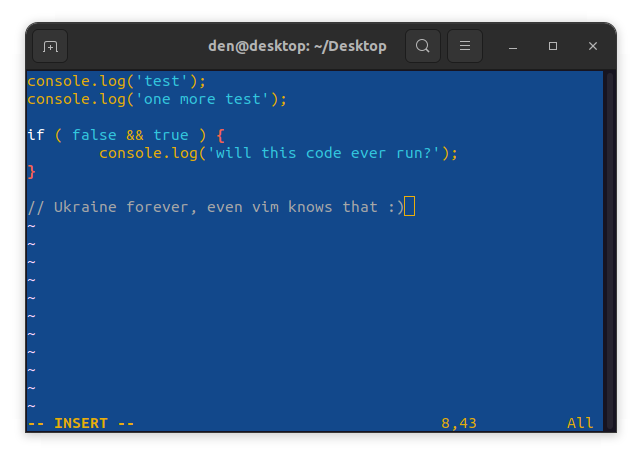 den@desktop: ~/Desktop
console.log('test');
console.log('one more test');

if ( false && true ) {
        console.log('will this code ever run?');
}

// Ukraine forever, even vim knows that :)
~
~
~
~
~
~
~
~
~
~
~
-- INSERT --                                  8,43          All